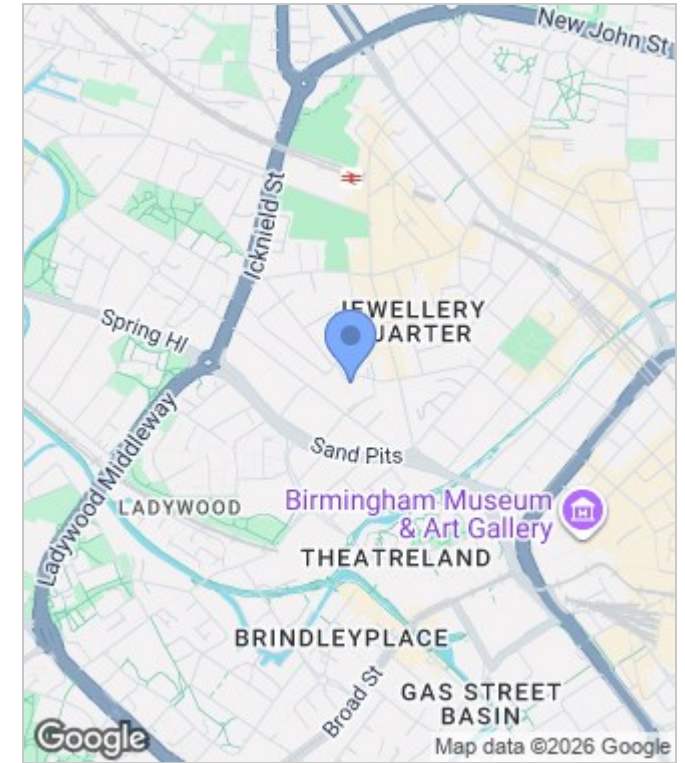 New John St
Icknield St
JEWELLERY
UARTER
Spring Hl
Sand Pits
Ladywood Middleway
LADYWOOD
Birmingham Museum
& Art Gallery
THEATRELAND
BRINDLEYPLACE
Broad St
GAS STREET
BASIN
Google
Map data ©2026 Google